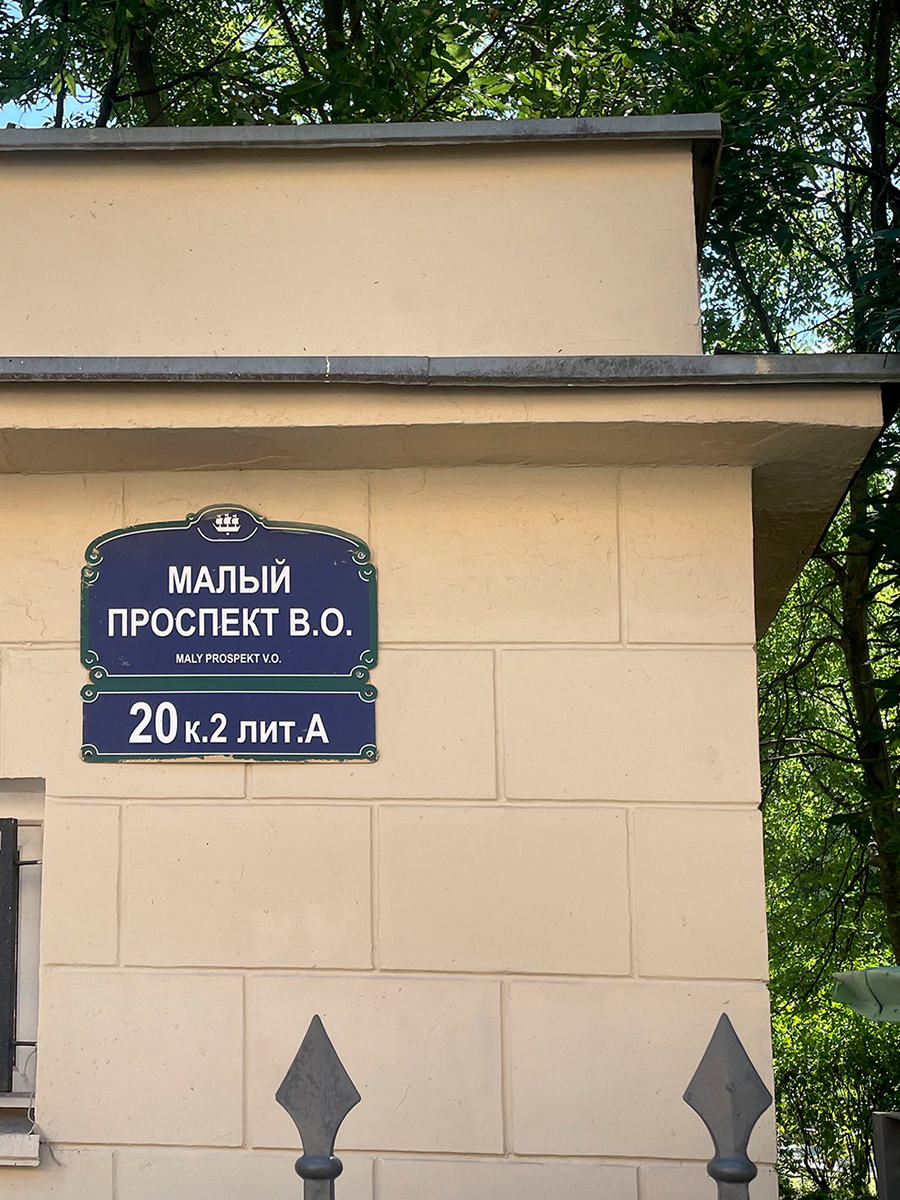 МАЛЫЙ
ПРОСПЕКТ В.О.
MALY PROSPEKT V.O.
20 к.2 лит.А